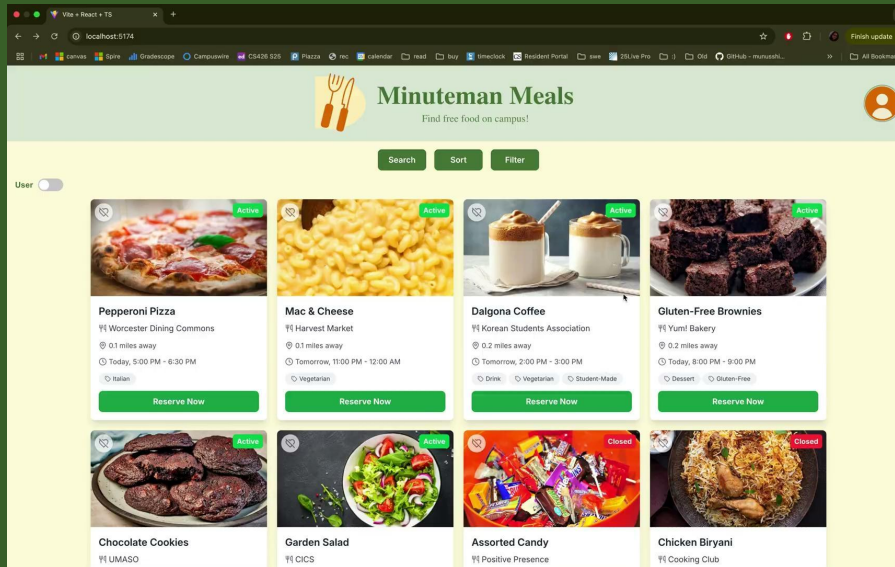 Vite + React + TS
localhost:5174
Finish update
canvas Spire Gradescope Campuswire CS426 S25 Piazza rec calendar read buy timeclock Resident Portal swe 25Live Pro :) Old GitHub - munusshi... >> All Bookmar
Minuteman Meals
Find free food on campus!
Search Sort Filter
User
Active Active Active Active
Pepperoni Pizza Mac & Cheese Dalgona Coffee Gluten-Free Brownies
Worcester Dining Commons Harvest Market Korean Students Association Yum! Bakery
0.1 miles away 0.1 miles away 0.2 miles away 0.2 miles away
Today, 5:00 PM - 6:30 PM Tomorrow, 11:00 PM - 12:00 AM Tomorrow, 2:00 PM - 3:00 PM Today, 8:00 PM - 9:00 PM
Italian Vegetarian Drink Vegetarian Student-Made Dessert Gluten-Free
Reserve Now Reserve Now Reserve Now Reserve Now
Active Active Closed Closed
Chocolate Cookies Garden Salad Assorted Candy Chicken Biryani
UMASO CICS Positive Presence Cooking Club